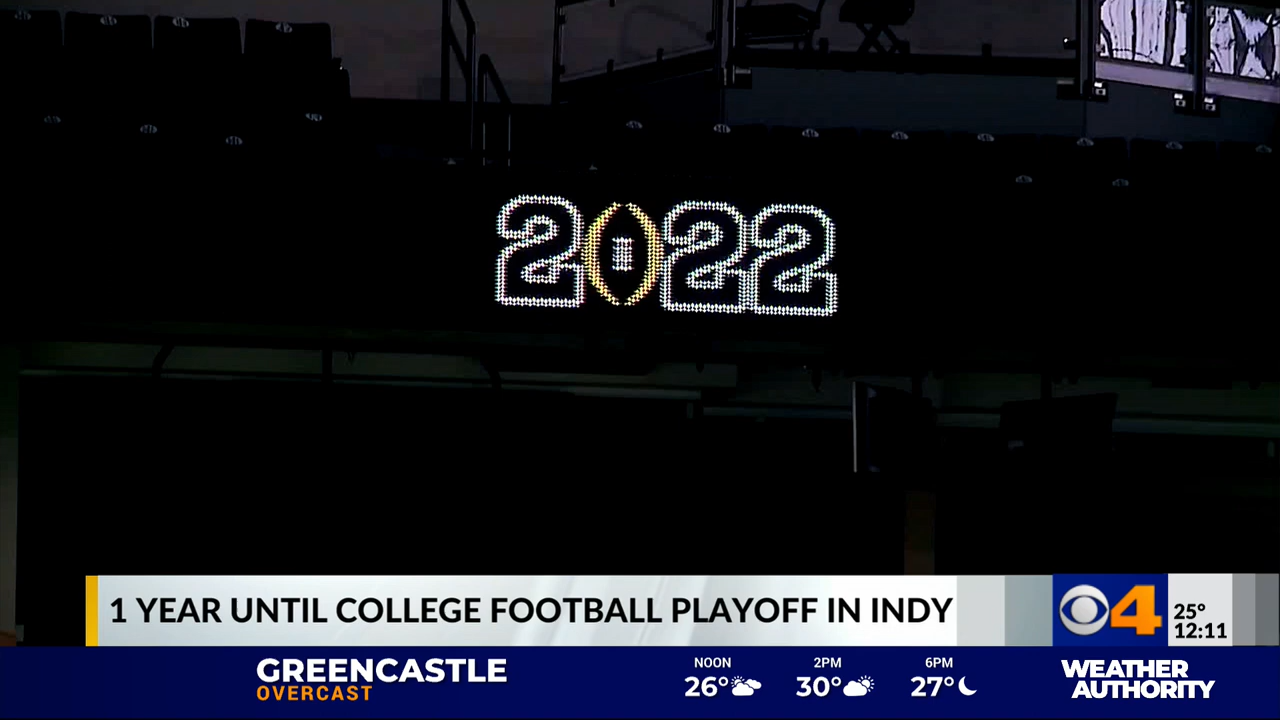 2022
1 YEAR UNTIL COLLEGE FOOTBALL PLAYOFF IN INDY
4
25°
12:11
GREENCASTLE
OVERCAST
NOON
26°
2PM
30°
6PM
27°
WEATHER
AUTHORITY